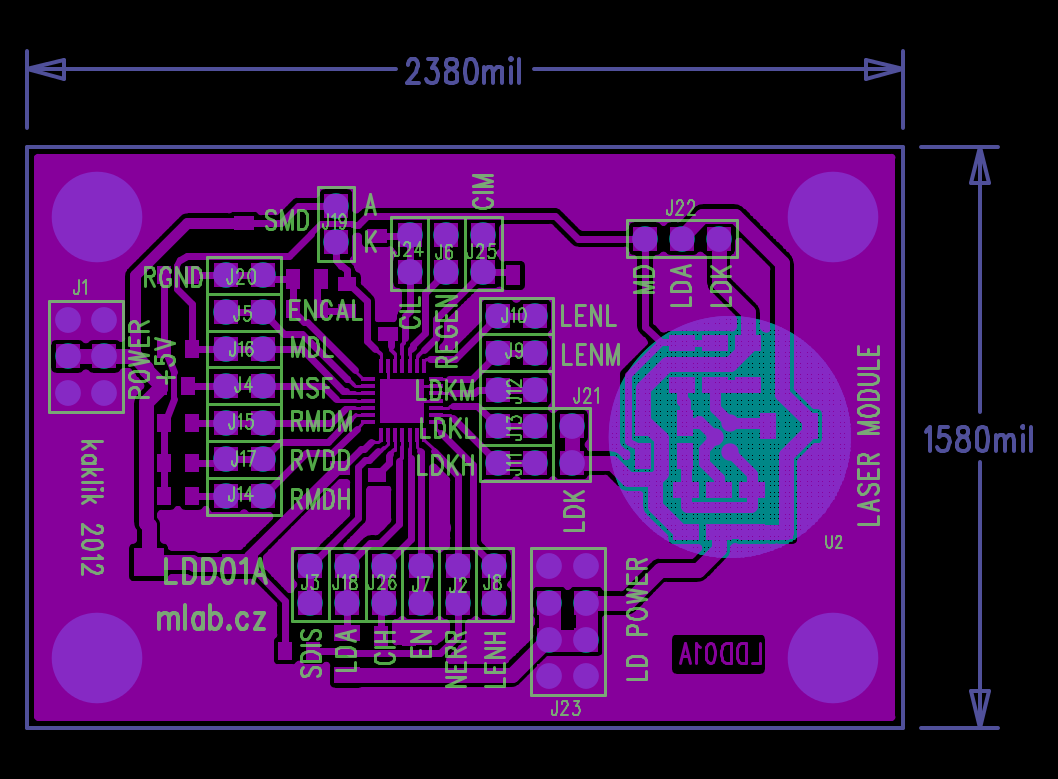 2380mil
CIM
SMD
J19
A
K
J22
J24
J6
J25
RGND
J20
MD
LDA
LDK
J1
ENCAL
J5
CIL
REGEN
J10
LENL
1580mil
POWER
+5V
J16
MDL
J9
LENM
LASER MODULE
J4
NSF
LDKM
J12
J21
J15
RMDM
LDKL
J13
J17
RVDD
LDKH
J11
J14
RMDH
LDK
kaklik 2012
U2
LDD01A
mlab.cz
J3
J18
J26
J7
J2
J8
LD POWER
SDIS
LDA
CIH
EN
NERR
LENH
LDD01A
J23